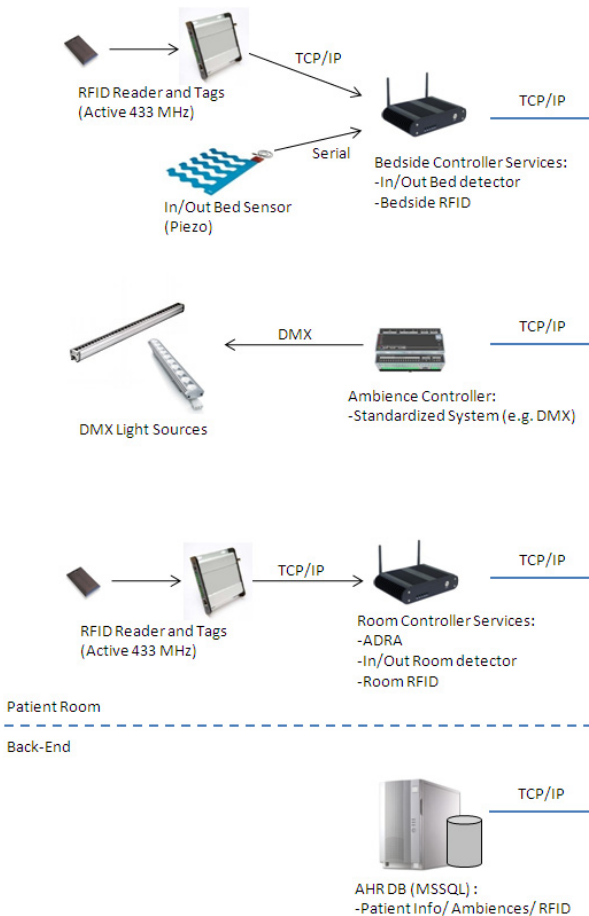 TCP/IP
TCP/IP
RFID Reader and Tags
(Active 433 MHz)
Serial
Bedside Controller Services:
-In/Out Bed detector
-Bedside RFID
In/Out Bed Sensor
(Piezo)
DMX
TCP/IP
Ambience Controller:
-Standardized System (e.g. DMX)
DMX Light Sources
TCP/IP
TCP/IP
RFID Reader and Tags
(Active 433 MHz)
Room Controller Services:
-ADRA
-In/Out Room detector
-Room RFID
Patient Room
Back-End
TCP/IP
AHR DB (MSSQL) :
-Patient Info/ Ambiences/ RFID